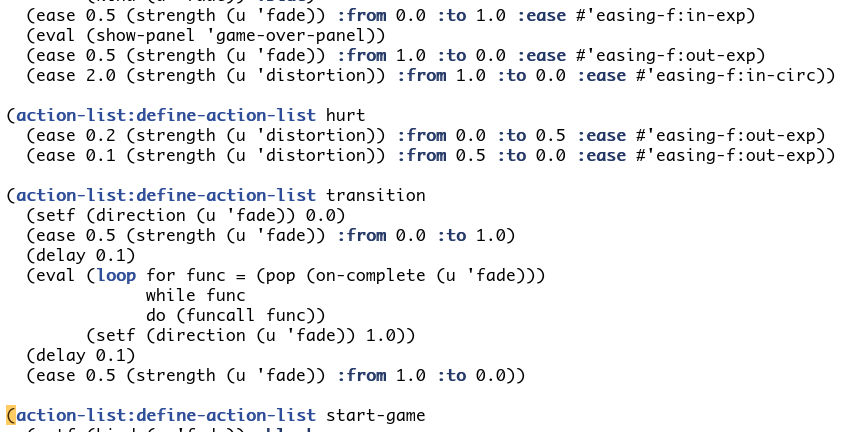 (ease 0.5 (strength (u 'fade)) :from 0.0 :to 1.0 :ease #'easing-f:in-exp)
  (eval (show-panel 'game-over-panel))
  (ease 0.5 (strength (u 'fade)) :from 1.0 :to 0.0 :ease #'easing-f:out-exp)
  (ease 2.0 (strength (u 'distortion)) :from 1.0 :to 0.0 :ease #'easing-f:in-circ))

(action-list:define-action-list hurt
  (ease 0.2 (strength (u 'distortion)) :from 0.0 :to 0.5 :ease #'easing-f:out-exp)
  (ease 0.1 (strength (u 'distortion)) :from 0.5 :to 0.0 :ease #'easing-f:out-exp))

(action-list:define-action-list transition
  (setf (direction (u 'fade)) 0.0)
  (ease 0.5 (strength (u 'fade)) :from 0.0 :to 1.0)
  (delay 0.1)
  (eval (loop for func = (pop (on-complete (u 'fade)))
              while func
              do (funcall func))
        (setf (direction (u 'fade)) 1.0))
  (delay 0.1)
  (ease 0.5 (strength (u 'fade)) :from 1.0 :to 0.0))

(action-list:define-action-list start-game